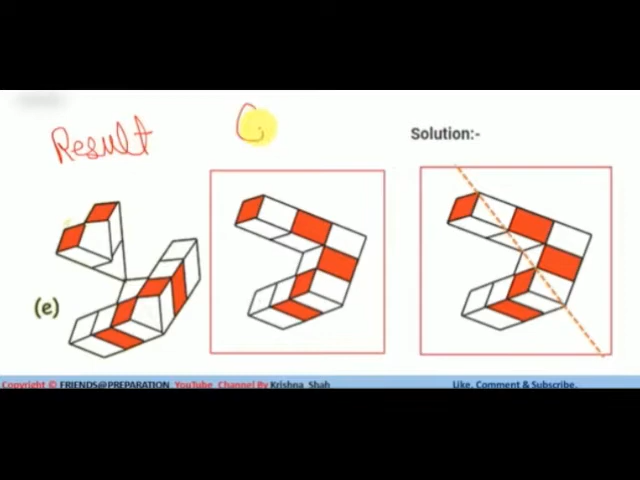 Result
Solution:-
(e)
Copyright © FRIENDS@PREPARATION YouTube Channel By Krishna Shah
Like, Comment & Subscribe.